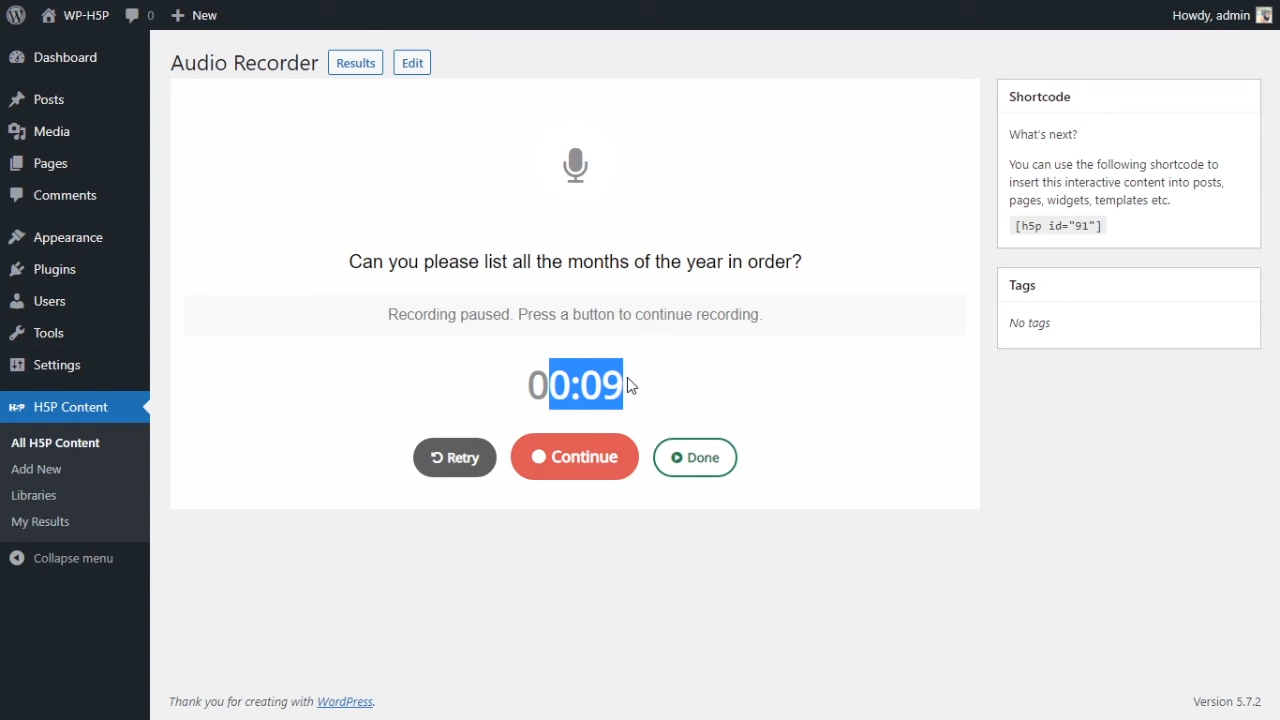 WP-H5P 0 New Howdy, admin
Dashboard
Posts
Media
Pages
Comments
Appearance
Plugins
Users
Tools
Settings
H5P H5P Content
All H5P Content
Add New
Libraries
My Results
Collapse menu
Audio Recorder Results Edit
Can you please list all the months of the year in order?
Recording paused. Press a button to continue recording.
00:09
Retry Continue Done
Shortcode
What's next?
You can use the following shortcode to
insert this interactive content into posts,
pages, widgets, templates etc.
[h5p id="91"]
Tags
No tags
Thank you for creating with WordPress. Version 5.7.2